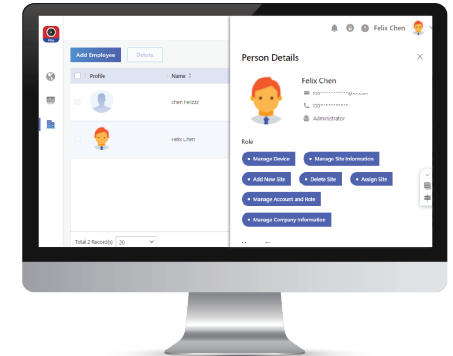 Felix Chen
Add Employee
Delete
Person Details
Profile
Name
Felix Chen
chen Felzzz
Administrator
Felix Chen
Role
Manage Device
Manage Site Information
Add New Site
Delete Site
Assign Site
Manage Account and Role
Manage Company Information
Total 2 Record(s)
20